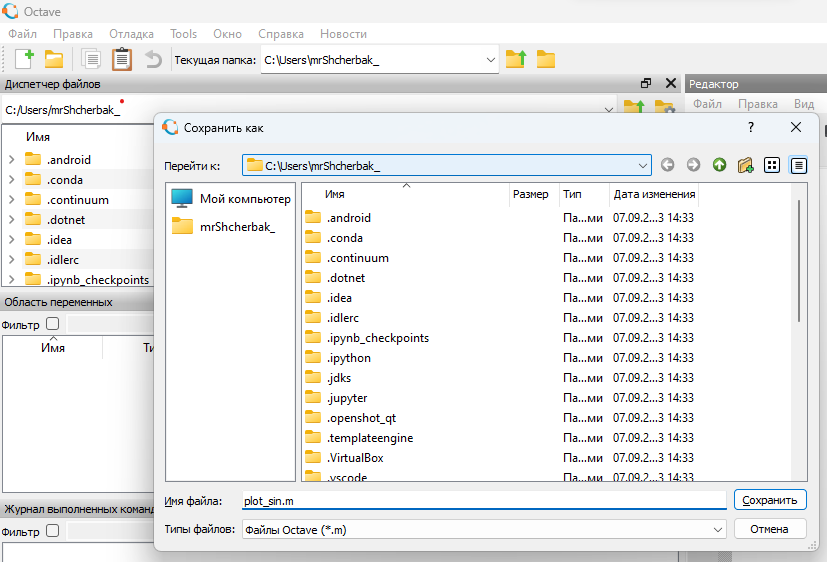 Octave
Файл Правка Отладка Tools Окно Справка Новости
Текущая папка: C:\Users\mrShcherbak_
Диспетчер файлов
Редактор
C:/Users/mrShcherbak_
Файл Правка Вид
Имя
.android
.conda
.continuum
.dotnet
.idea
.idlerc
.ipynb_checkpoints
Область переменных
Фильтр
Имя Ти
Журнал выполненных команд
Фильтр
Сохранить как
?
Перейти к: C:\Users\mrShcherbak_
Мой компьютер
mrShcherbak_
Имя Размер Тип Дата изменения
.android Па...ми 07.09.2...3 14:33
.conda Па...ми 07.09.2...3 14:33
.continuum Па...ми 07.09.2...3 14:33
.dotnet Па...ми 07.09.2...3 14:33
.idea Па...ми 07.09.2...3 14:33
.idlerc Па...ми 07.09.2...3 14:33
.ipynb_checkpoints Па...ми 07.09.2...3 14:33
.ipython Па...ми 07.09.2...3 14:33
.jdks Па...ми 07.09.2...3 14:33
.jupyter Па...ми 07.09.2...3 14:33
.openshot_qt Па...ми 07.09.2...3 14:33
.templateengine Па...ми 07.09.2...3 14:33
.VirtualBox Па...ми 07.09.2...3 14:33
.vscode Па...ми 07.09.2...3 14:33
Имя файла: plot_sin.m Сохранить
Типы файлов: Файлы Octave (*.m) Отмена